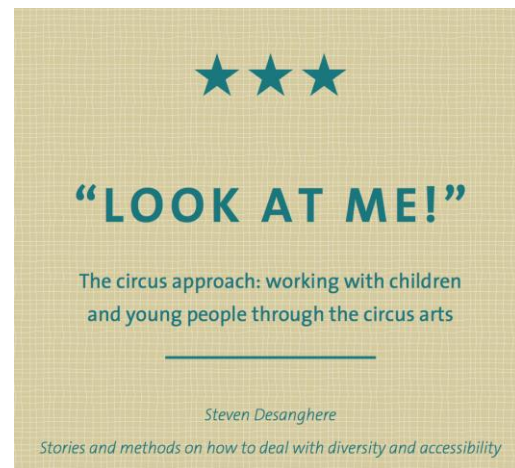 “LOOK AT ME!”
The circus approach: working with children
and young people through the circus arts
Steven Desanghere
Stories and methods on how to deal with diversity and accessibility